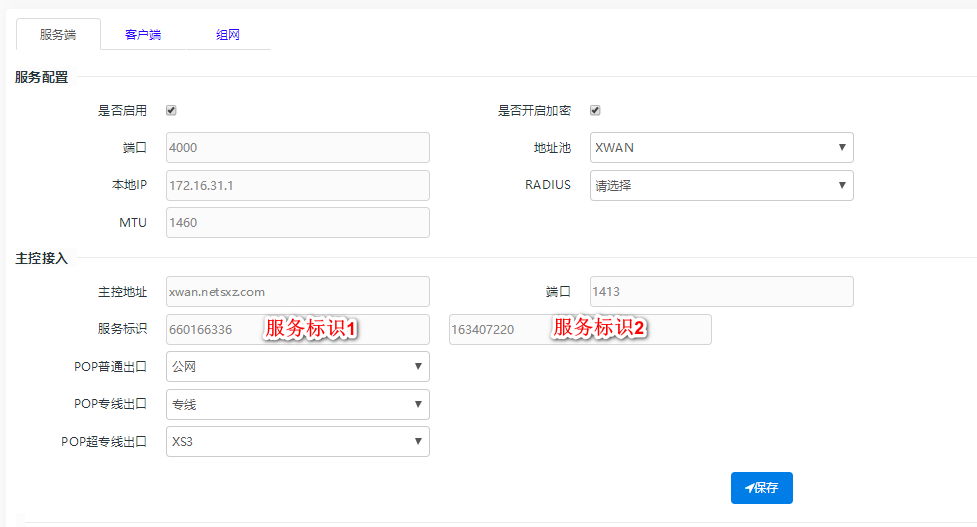 服务端 客户端 组网
服务配置
是否启用 是否开启加密
端口 4000 地址池 XWAN
本地IP 172.16.31.1 RADIUS 请选择
MTU 1460
主控接入
主控地址 xwan.netsxz.com 端口 1413
服务标识 660166336 服务标识1 163407220 服务标识2
POP普通出口 公网
POP专线出口 专线
POP超专线出口 XS3
保存